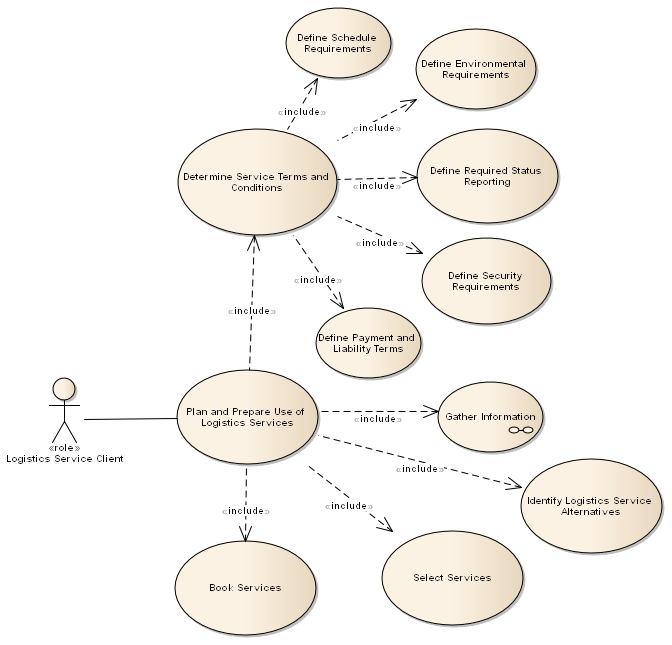 Define Schedule
Requirements
Define Environmental
Requirements
«include»
«include»
Determine Service Terms and
Conditions
Define Required Status
Reporting
«include»
«include»
Define Security
Requirements
«include»
«include»
Define Payment and
Liability Terms
Plan and Prepare Use of
Logistics Services
Gather Information
«include»
«role»
Logistics Service Client
«include»
Identify Logistics Service
Alternatives
«include»
«include»
Book Services
Select Services